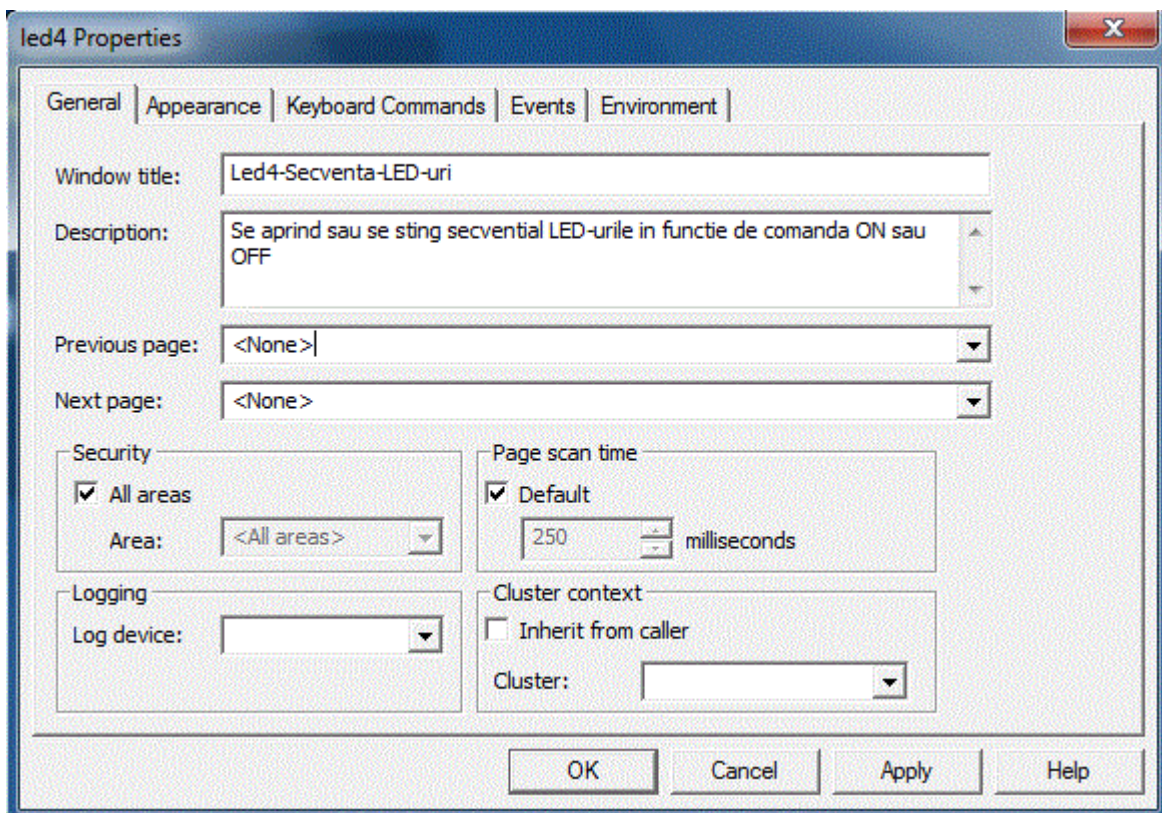 led4 Properties
General Appearance Keyboard Commands Events Environment
Window title: Led4-Secventa-LED-uri
Description: Se aprind sau se sting secvential LED-urile in functie de comanda ON sau
OFF
Previous page: <None>
Next page: <None>
Security
All areas
Area: <All areas>
Page scan time
Default
250 milliseconds
Logging
Log device:
Cluster context
Inherit from caller
Cluster:
OK Cancel Apply Help